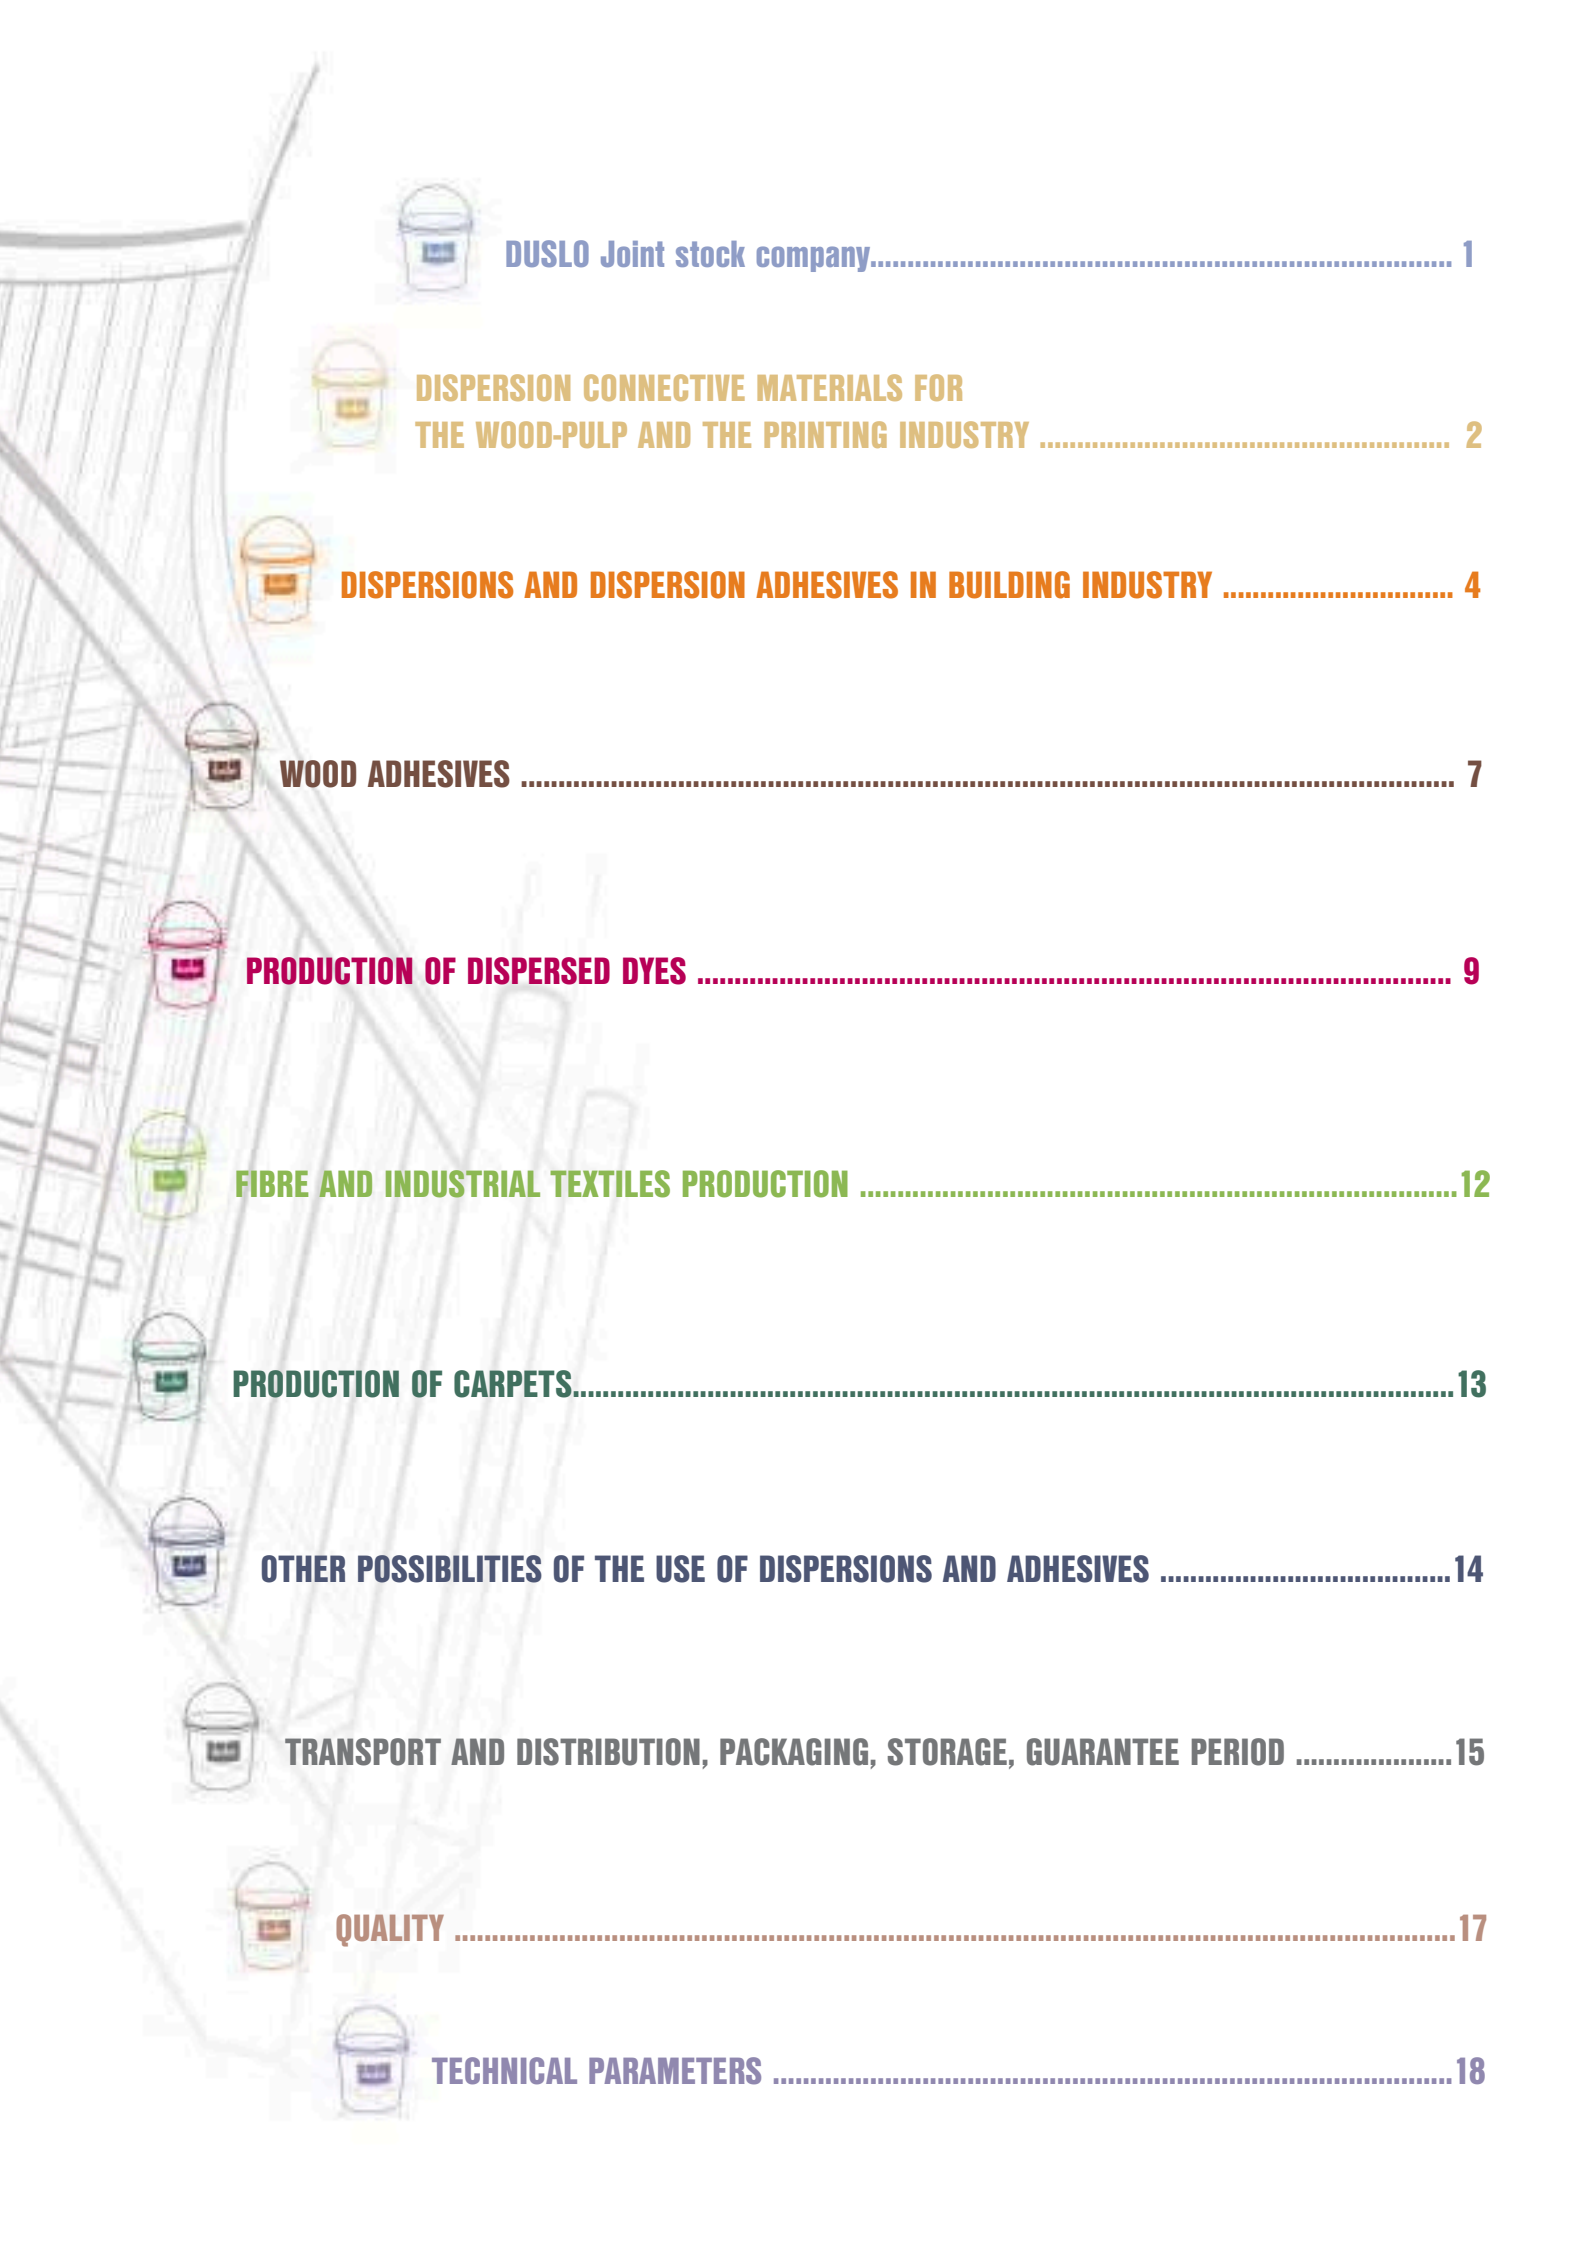 DUSLO Joint stock company.............................................................................. 1
DISPERSION CONNECTIVE MATERIALS FOR
THE WOOD-PULP AND THE PRINTING INDUSTRY ....................................................... 2
DISPERSIONS AND DISPERSION ADHESIVES IN BUILDING INDUSTRY ............................... 4
WOOD ADHESIVES ............................................................................................................................. 7
PRODUCTION OF DISPERSED DYES ..................................................................................................... 9
FIBRE AND INDUSTRIAL TEXTILES PRODUCTION ................................................................................12
PRODUCTION OF CARPETS......................................................................................................................13
OTHER POSSIBILITIES OF THE USE OF DISPERSIONS AND ADHESIVES .......................................14
TRANSPORT AND DISTRIBUTION, PACKAGING, STORAGE, GUARANTEE PERIOD .....................15
QUALITY ......................................................................................................................................17
TECHNICAL PARAMETERS ...........................................................................................18